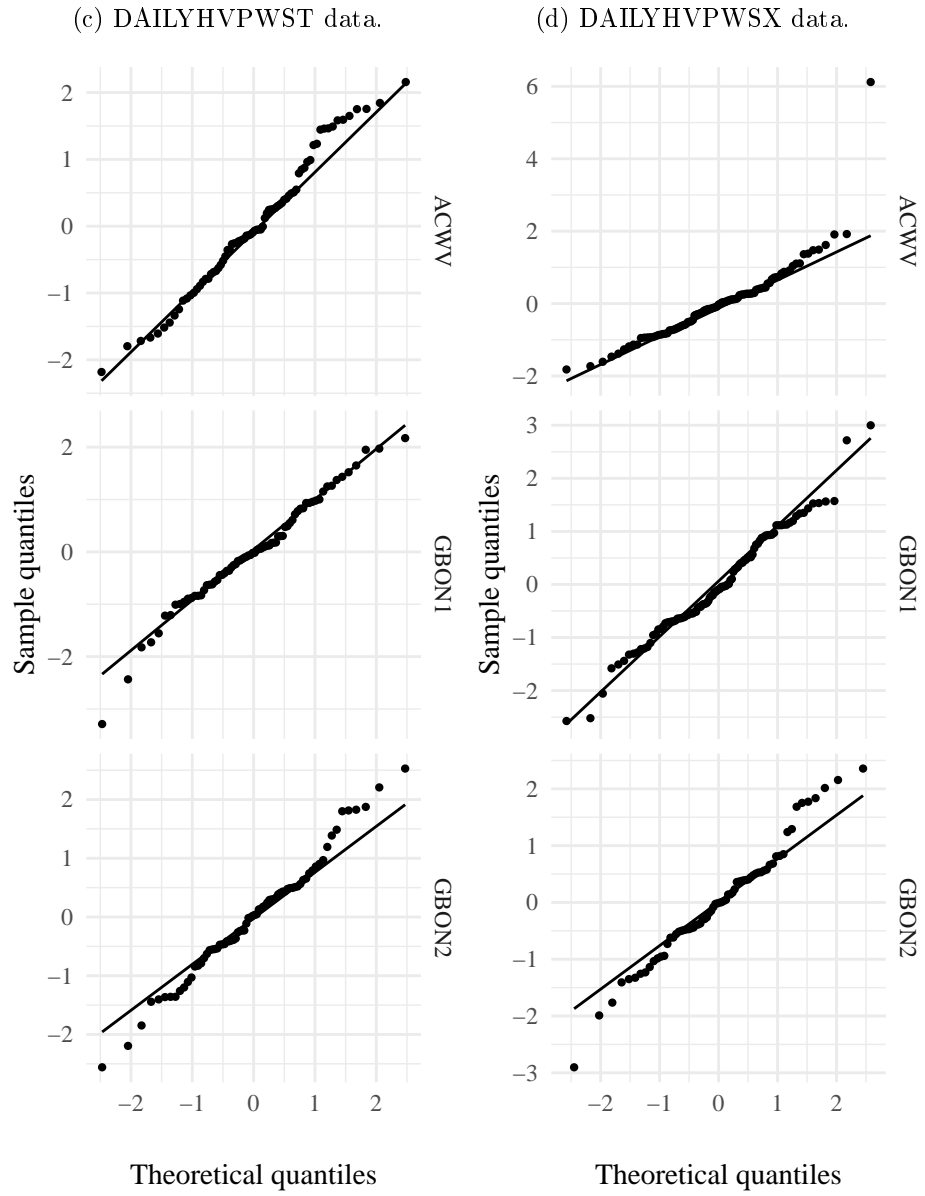 (c) DAILYHVPWST data.
2
1
0
−1
−2
ACWV
2
0
−2
GBON1
2
1
0
−1
−2
GBON2
Sample quantiles
−2 −1 0 1 2
Theoretical quantiles
(d) DAILYHVPWSX data.
6
4
2
0
−2
ACWV
3
2
1
0
−1
−2
GBON1
2
1
0
−1
−2
−3
GBON2
Sample quantiles
−2 −1 0 1 2
Theoretical quantiles